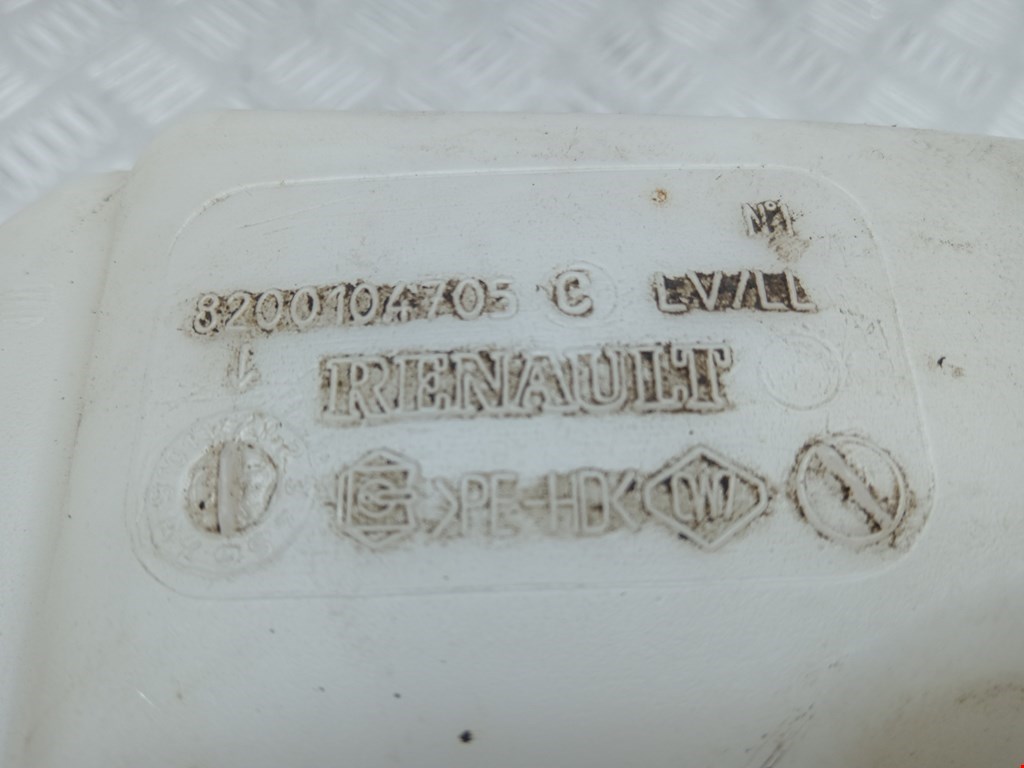 N°1
8200104705 C LV/LL
RENAULT
>PE-HD<